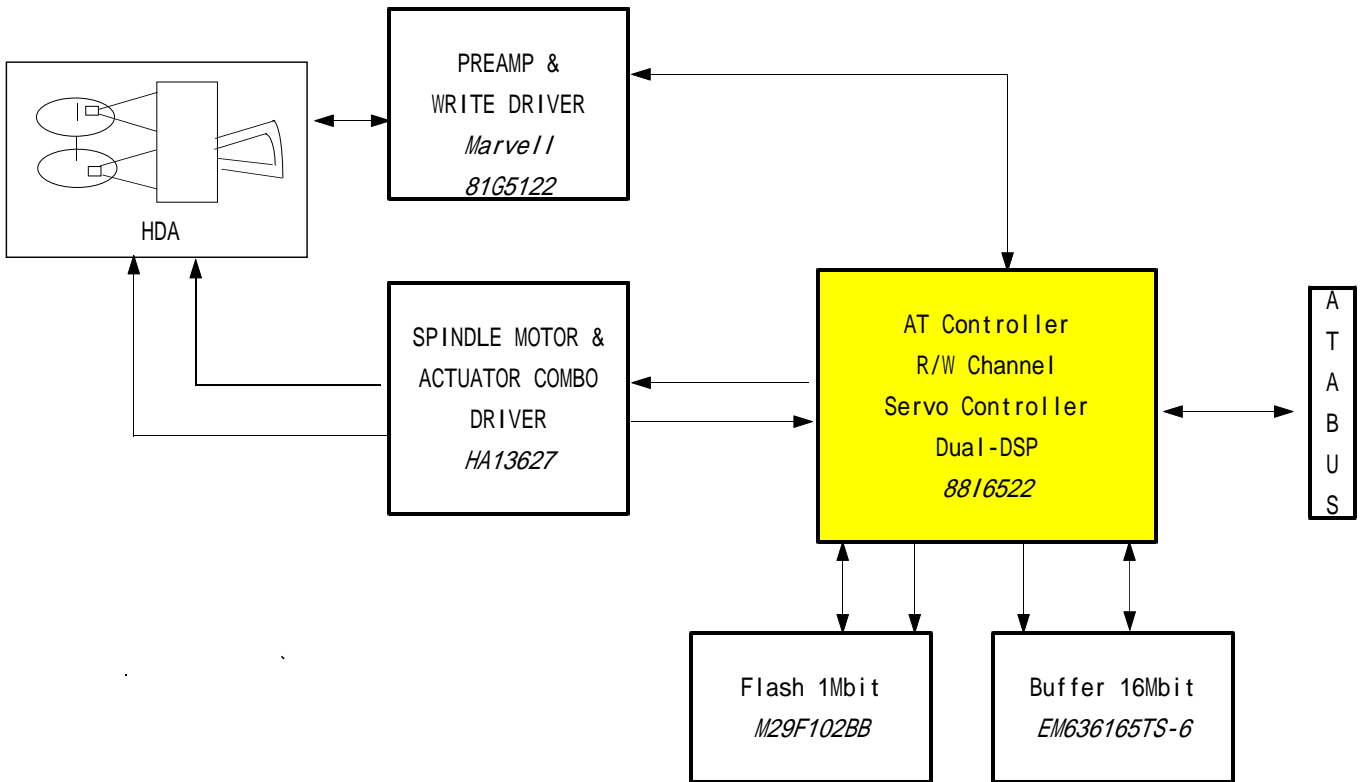 PREAMP &
WRITE DRIVER
Marvell
81G5122
HDA
SPINDLE MOTOR &
ACTUATOR COMBO
DRIVER
HA13627
AT Controller
R/W Channel
Servo Controller
Dual-DSP
88I6522
A
T
A
B
U
S
Flash 1Mbit
M29F102BB
Buffer 16Mbit
EM636165TS-6